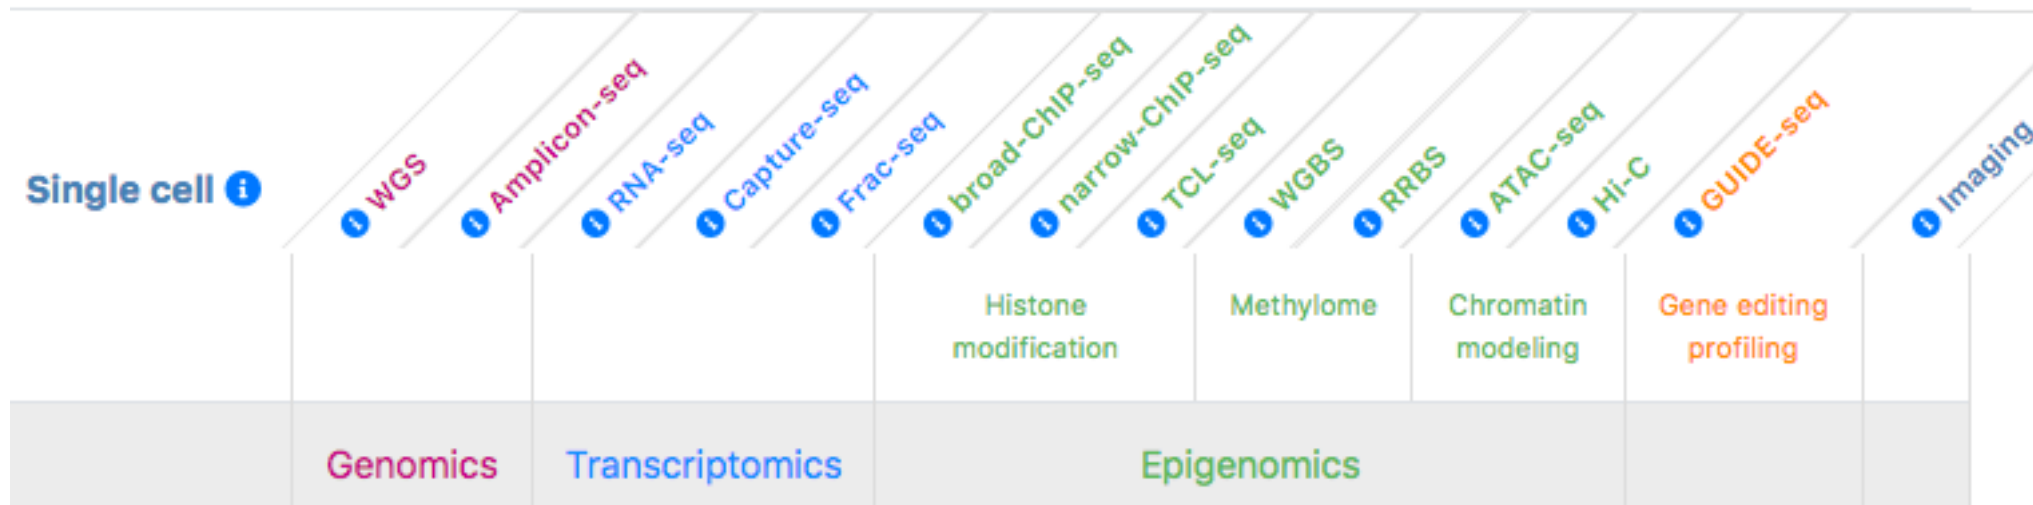 Single cell
WGS
Amplicon-seq
RNA-seq
Capture-seq
Frac-seq
broad-ChIP-seq
narrow-ChIP-seq
TCL-seq
WGBS
RRBS
ATAC-seq
Hi-C
GUIDE-seq
Imaging
Histone
modification
Methylome
Chromatin
modeling
Gene editing
profiling
Genomics
Transcriptomics
Epigenomics